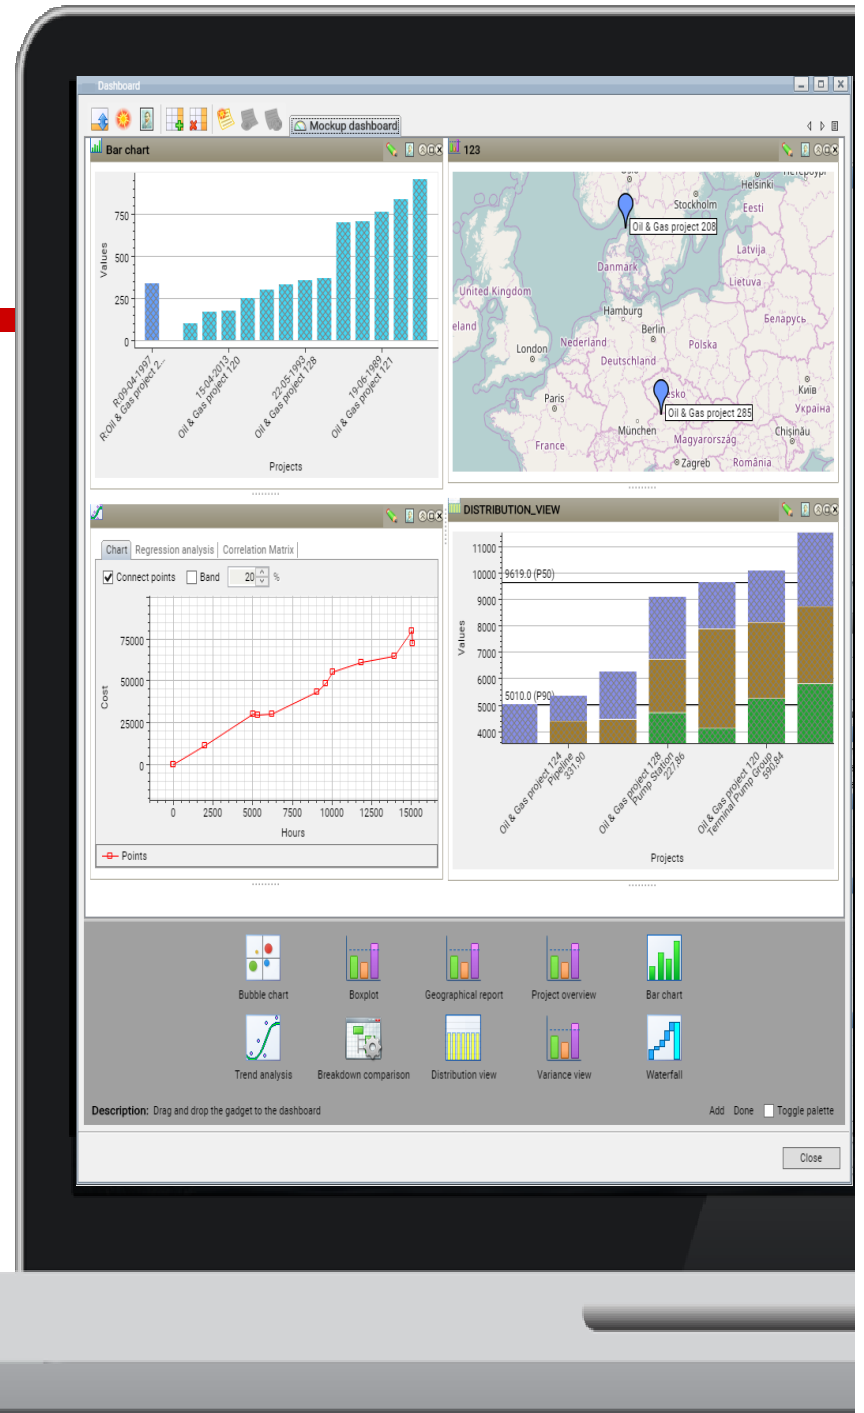 Dashboard
Mockup dashboard
Bar chart
750
500
250
0
Values
R:09-04-1997
R:Oil & Gas project 2...
15-04-2013
Oil & Gas project 120
22-05-1993
Oil & Gas project 128
19-06-1989
Oil & Gas project 121
Projects
123
Helsinki
Stockholm
Eesti
Oil & Gas project 208
Latvija
Danmark
Lietuva
United Kingdom
Hamburg
Беларусь
eland
Berlin
London
Nederland
Polska
Deutschland
Paris
esko
Київ
Oil & Gas project 285
Україна
München
Chișinău
Magyarország
France
Zagreb
România
Chart
Regression analysis
Correlation Matrix
Connect points
Band
20
%
75000
50000
25000
0
Cost
0
2500
5000
7500
10000
12500
15000
Hours
Points
DISTRIBUTION_VIEW
11000
10000
9000
8000
7000
6000
5000
4000
Values
9619.0 (P50)
5010.0 (P90)
Oil & Gas project 124
Pipeline
331,90
Oil & Gas project 128
Pump Station
227,86
Oil & Gas project 120
Terminal Pump Group
590,84
Projects
Bubble chart
Boxplot
Geographical report
Project overview
Bar chart
Trend analysis
Breakdown comparison
Distribution view
Variance view
Waterfall
Description: Drag and drop the gadget to the dashboard
Add
Done
Toggle palette
Close